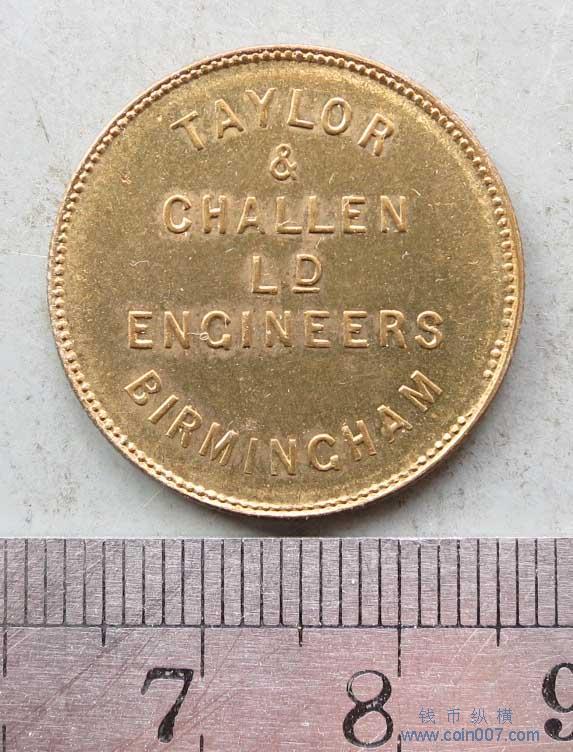 TAYLOR
&
CHALLEN
LD
ENGINEERS
BIRMINGHAM
7 8 9
钱币纵横
www.coin007.com